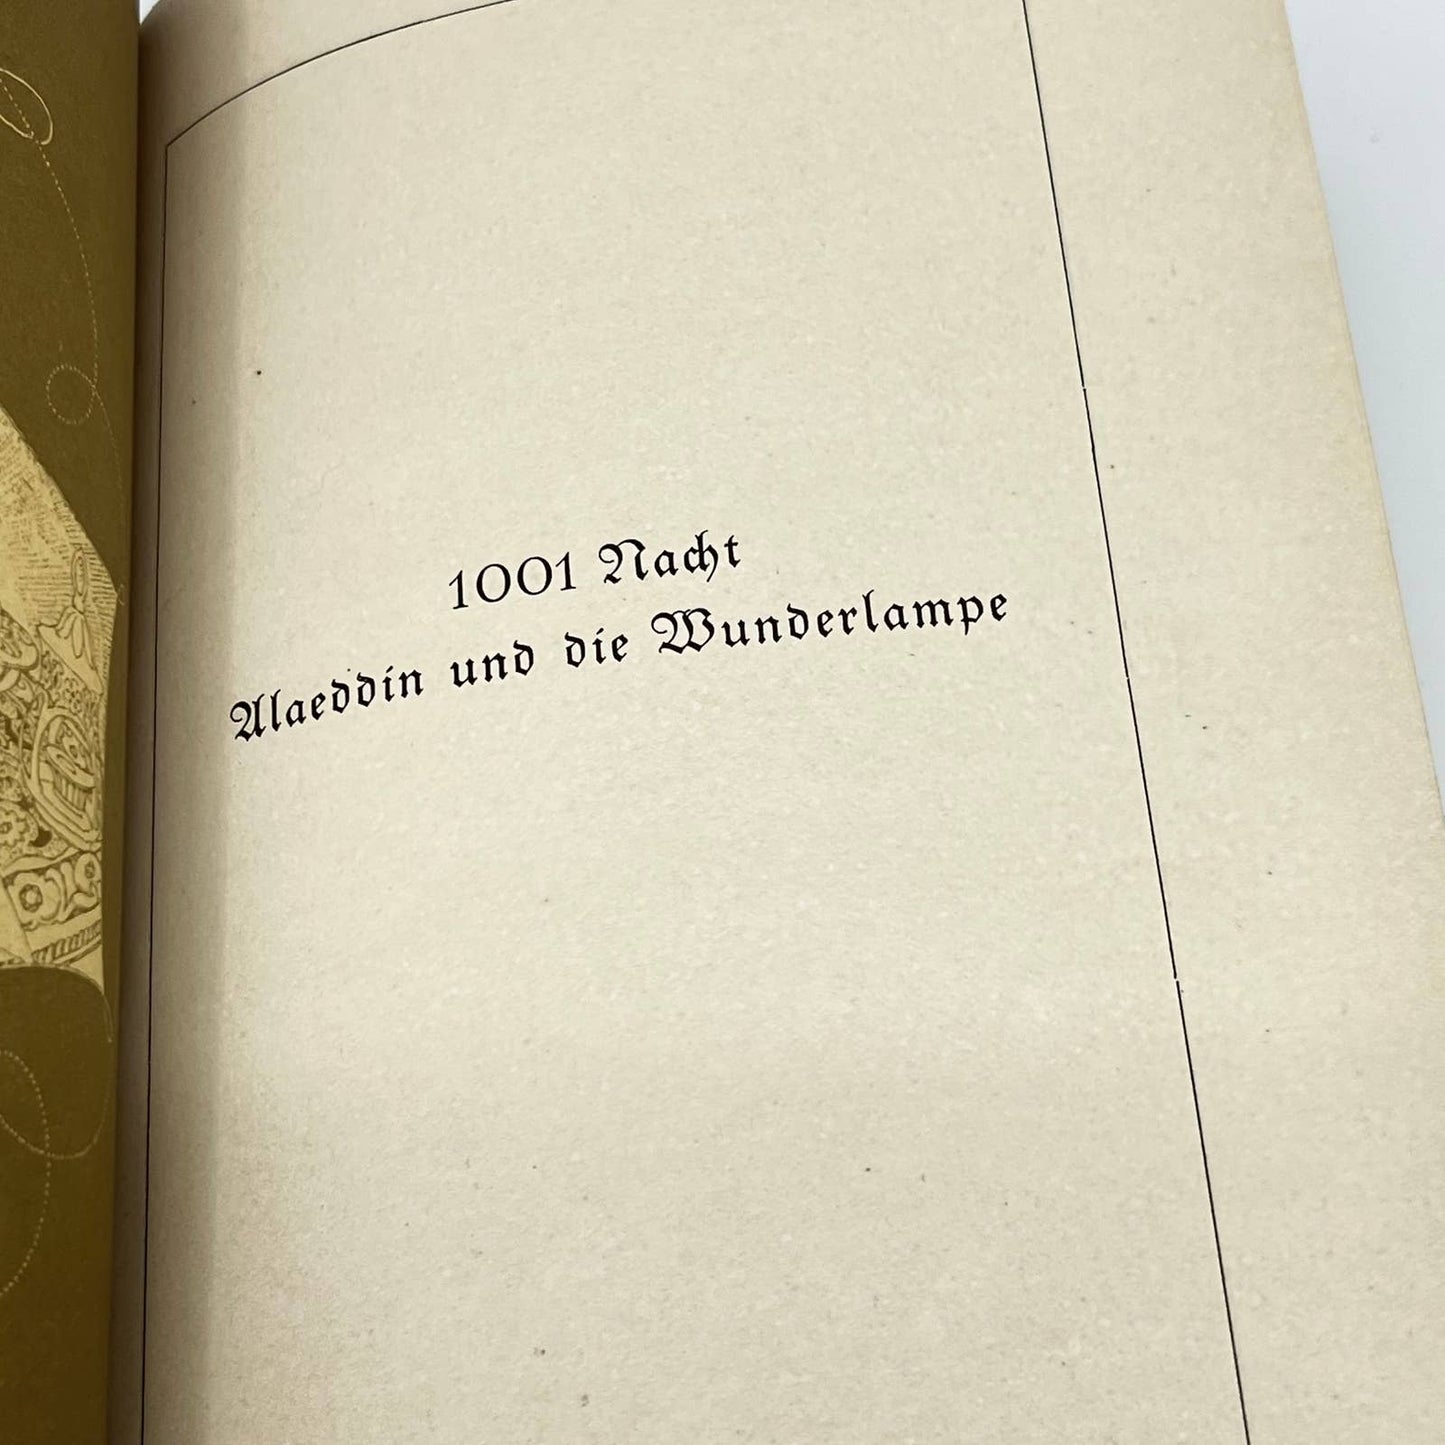 1001 Nacht
Alaeddin und die Wunderlampe